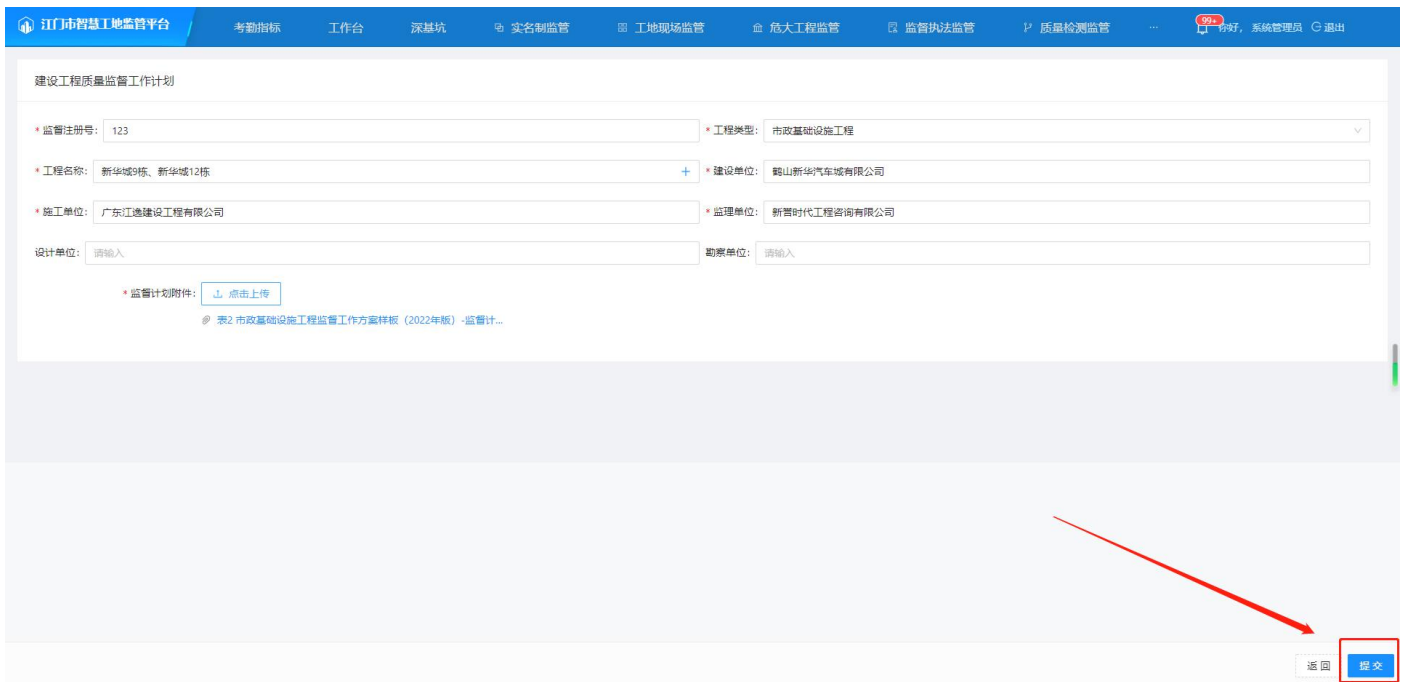 江门市智慧工地监管平台 考勤指标 工作台 深基坑 实名制监管 工地现场监管 危大工程监管 监督执法监管 质量检测监管 ... 99+ 你好，系统管理员 退出
建设工程质量监督工作计划
* 监督注册号： 123 * 工程类型： 市政基础设施工程
* 工程名称： 新华城9栋、新华城12栋 + * 建设单位： 鹤山新华汽车城有限公司
* 施工单位： 广东江逸建设工程有限公司 * 监理单位： 新誉时代工程咨询有限公司
设计单位： 请输入 勘察单位： 请输入
* 监督计划附件： 点击上传
表2 市政基础设施工程监督工作方案样板（2022年版）-监督计...
返回 提交